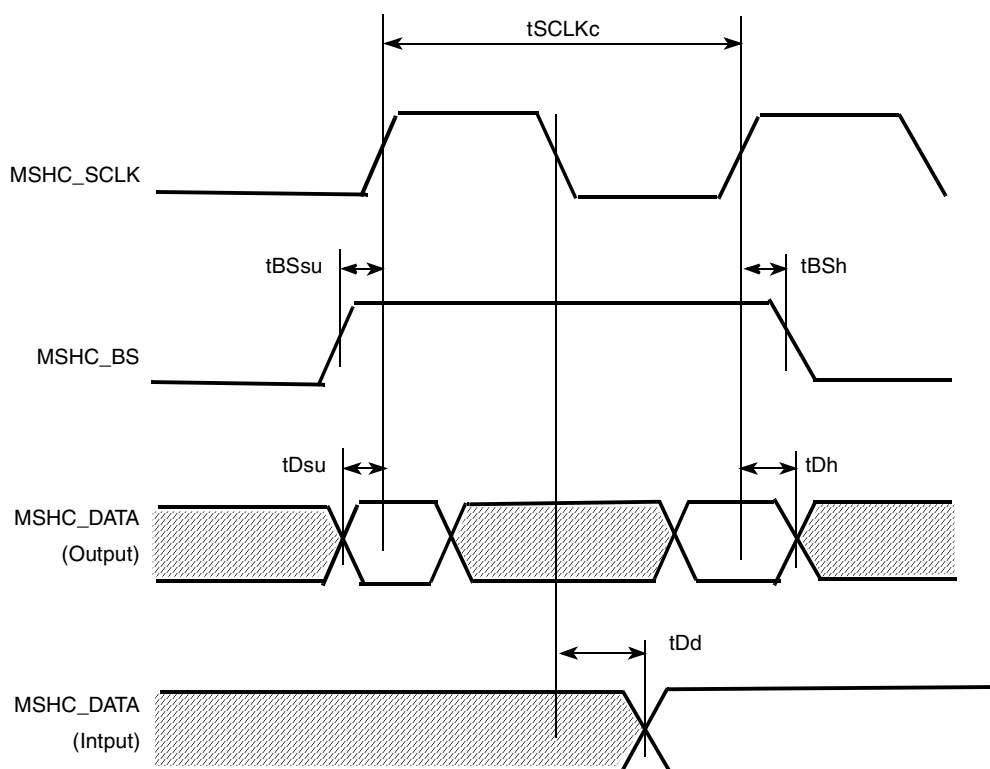 tSCLKc
MSHC_SCLK
tBSsu
tBSh
MSHC_BS
tDsu
tDh
MSHC_DATA
(Output)
tDd
MSHC_DATA
(Intput)